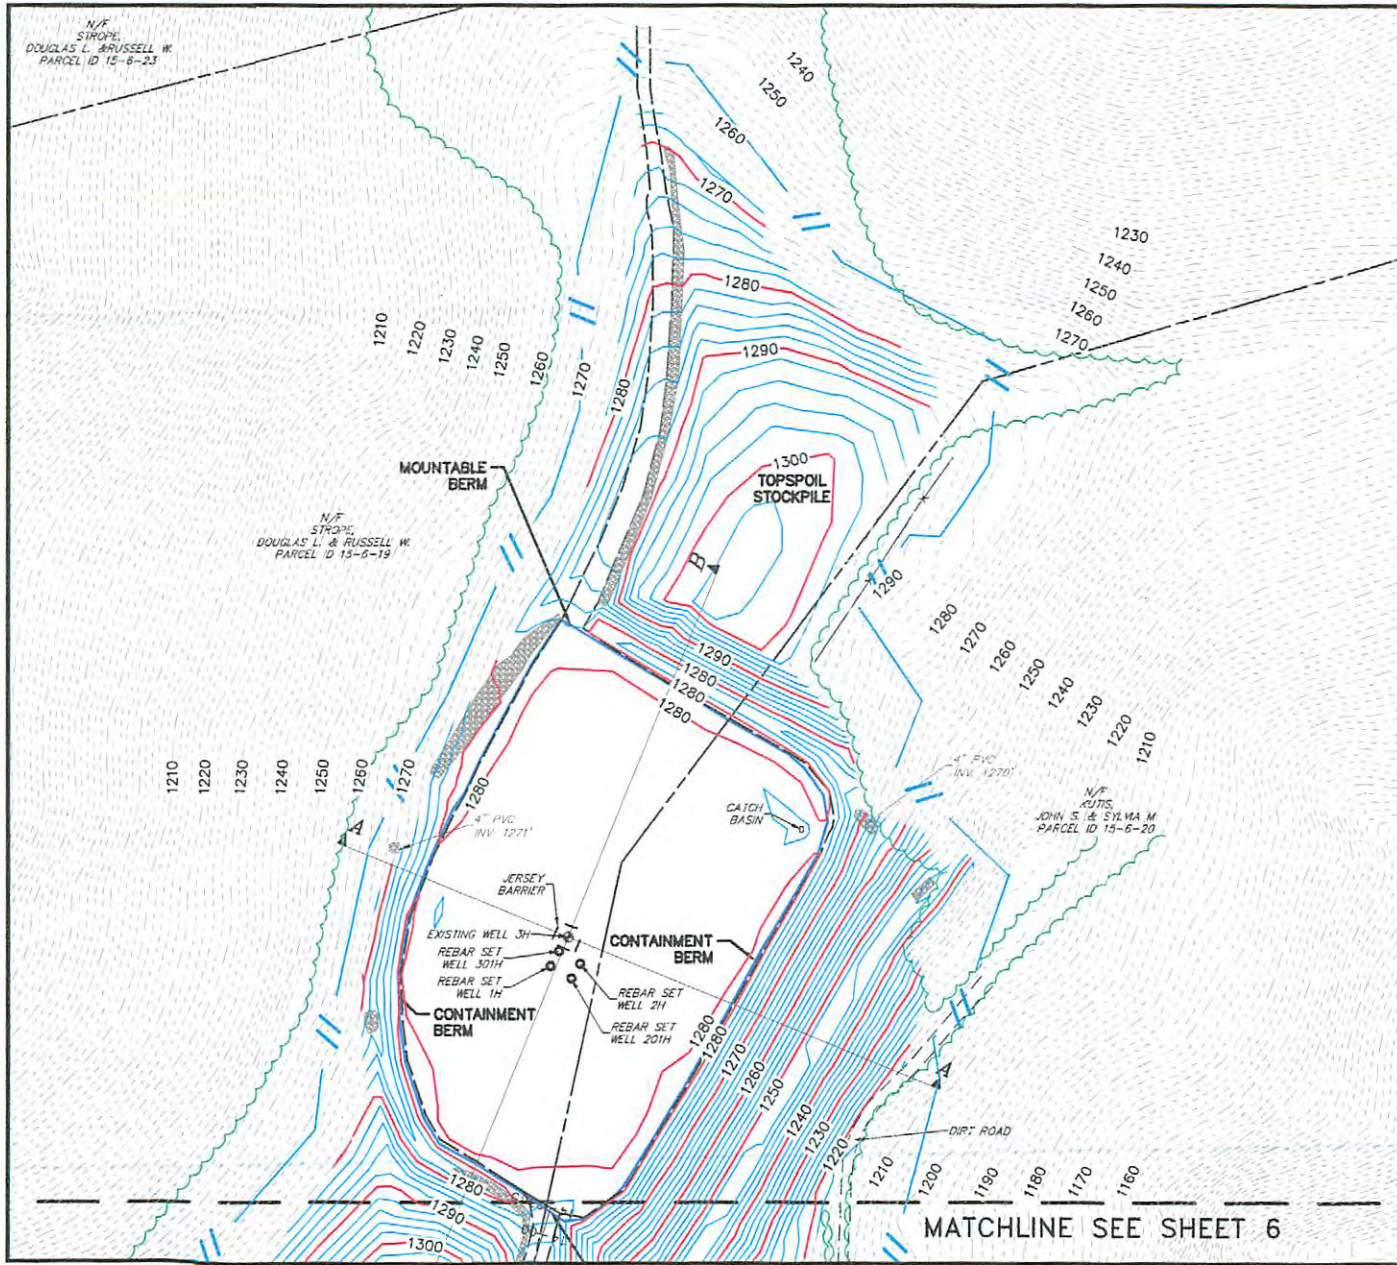 N/F
STROPE,
DOUGLAS L. & RUSSELL W.
PARCEL ID 15-6-23
1240
1250
1260
1270
1230
1240
1250
1260
1270
1280
1290
1210
1220
1230
1240
1250
1260
1270
1280
MOUNTABLE
BERM
1300
TOPSPOIL
STOCKPILE
N/F
STROPE,
DOUGLAS L. & RUSSELL W.
PARCEL ID 15-6-19
B
1290
1280
1270
1260
1250
1240
1230
1220
1210
1290
1280
1280
1280
1210
1220
1230
1240
1250
1260
1270
1280
4" PVC
INV. 1270'
N/F
KUTIS,
JOHN S. & SYLVIA M
PARCEL ID 15-6-20
CATCH
BASIN
4" PVC
INV. 1271'
A
JERSEY
BARRIER
EXISTING WELL 3H
REBAR SET
WELL 301H
REBAR SET
WELL 1H
REBAR SET
WELL 2H
REBAR SET
WELL 201H
CONTAINMENT
BERM
CONTAINMENT
BERM
1280
1280
1270
1260
1250
1240
1230
1220
A
DIRT ROAD
1210
1200
1190
1180
1170
1160
1280
1290
1300
MATCHLINE SEE SHEET 6